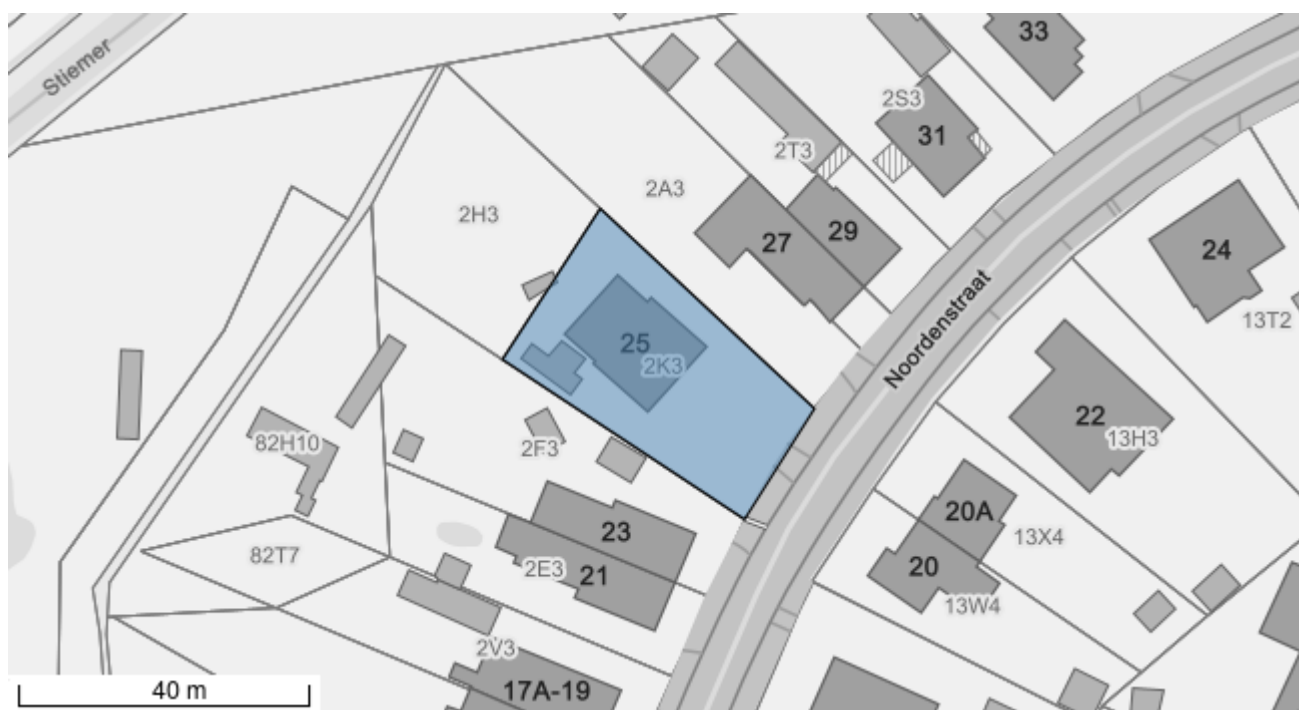 Stiemer
33
2S3
31
2T3
2A3
2H3
29
27
24
13T2
Noordenstraat
25
2K3
22
13H3
2F3
82H10
23
20A
13X4
82T7
2E3
21
20
13W4
2V3
17A-19
40 m